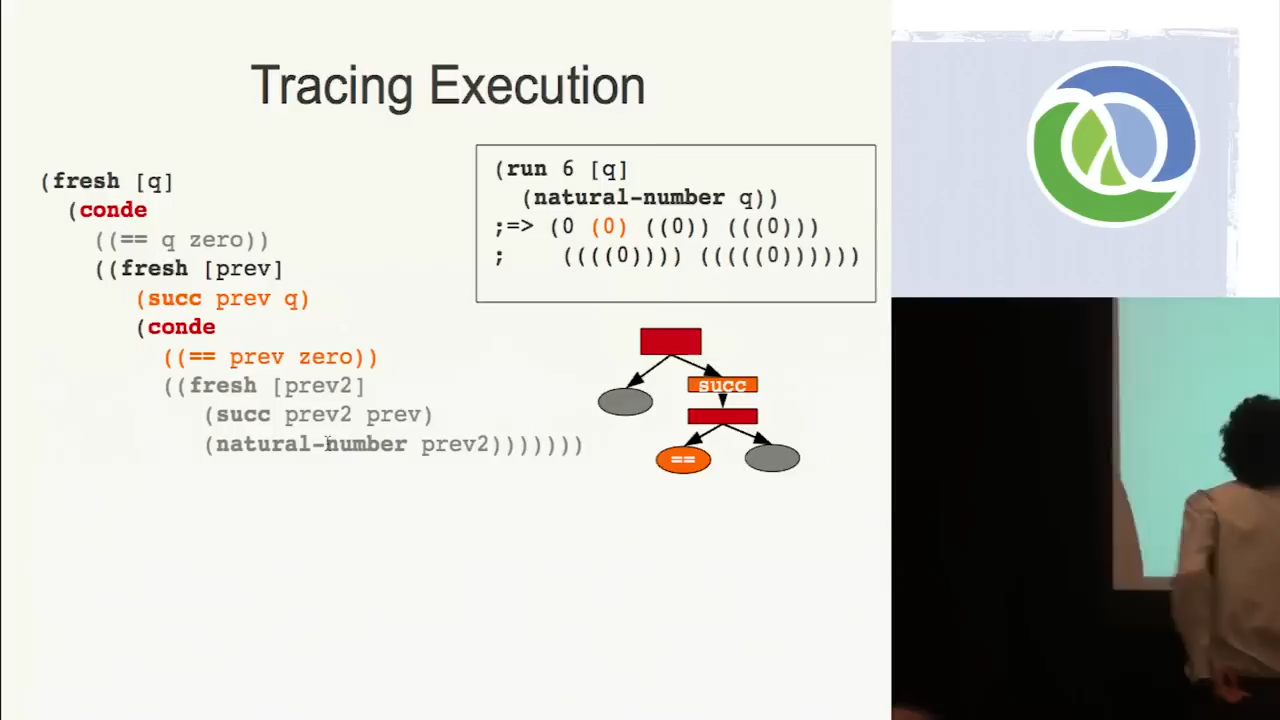 Tracing Execution
(fresh [q]
(conde
((== q zero))
((fresh [prev]
(succ prev q)
(conde
((== prev zero))
((fresh [prev2]
(succ prev2 prev)
(natural-number prev2)))))))
(run 6 [q]
(natural-number q))
;=> (0 (0) ((0)) (((0)))
; ((((0)))) (((((0))))))
succ
==